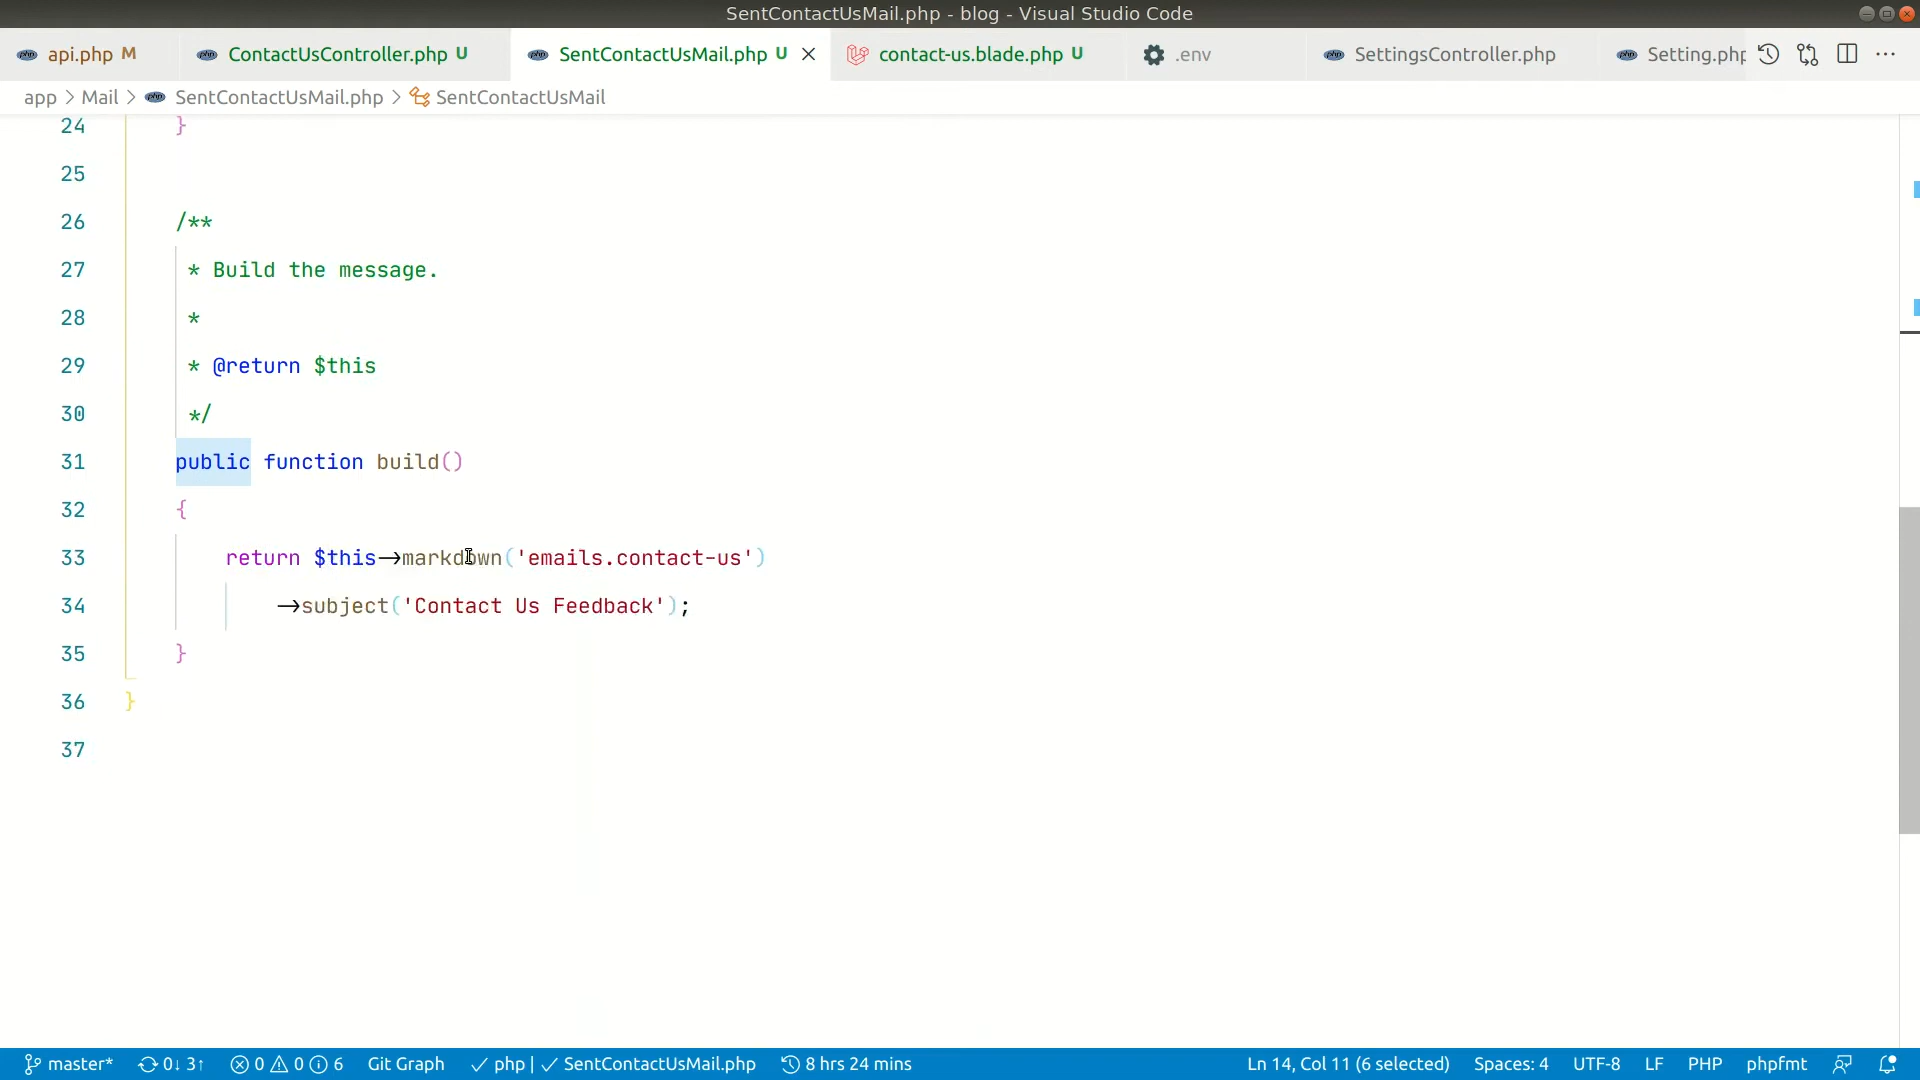 SentContactUsMail.php - blog - Visual Studio Code
api.php M
ContactUsController.php U
SentContactUsMail.php U
contact-us.blade.php U
.env
SettingsController.php
Setting.php
app > Mail > SentContactUsMail.php > SentContactUsMail
24 }
25
26 /**
27 * Build the message.
28 *
29 * @return $this
30 */
31 public function build()
32 {
33 return $this->markdown('emails.contact-us')
34 ->subject('Contact Us Feedback');
35 }
36 }
37
master* 0↓ 3↑ 0 0 6 Git Graph ✓ php | ✓ SentContactUsMail.php 8 hrs 24 mins Ln 14, Col 11 (6 selected) Spaces: 4 UTF-8 LF PHP phpfmt